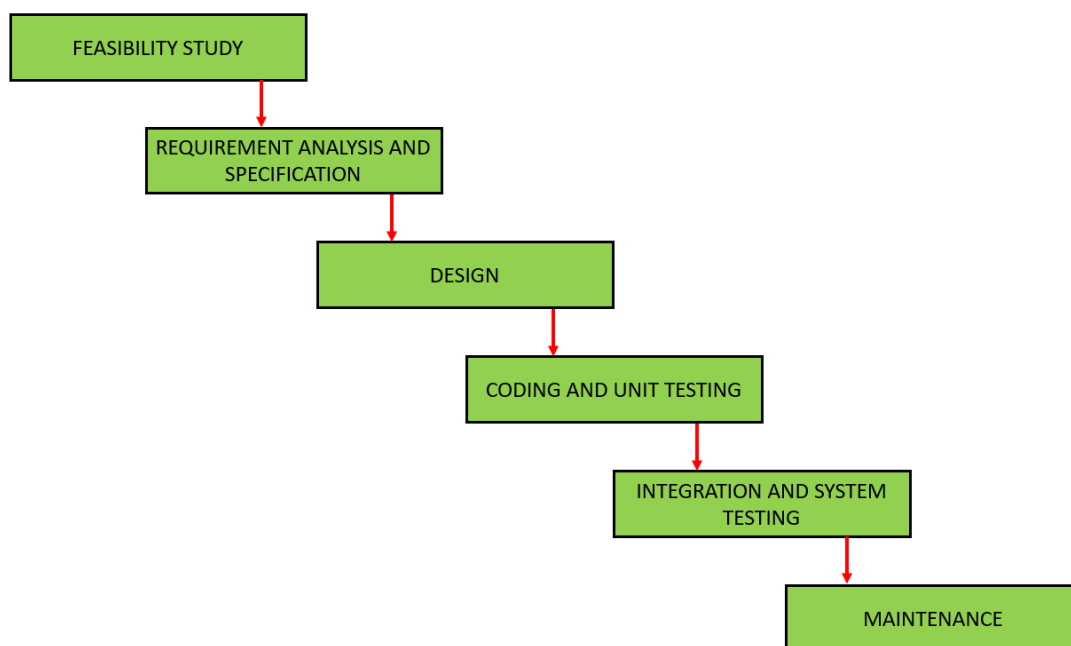 FEASIBILITY STUDY
REQUIREMENT ANALYSIS AND
SPECIFICATION
DESIGN
CODING AND UNIT TESTING
INTEGRATION AND SYSTEM
TESTING
MAINTENANCE